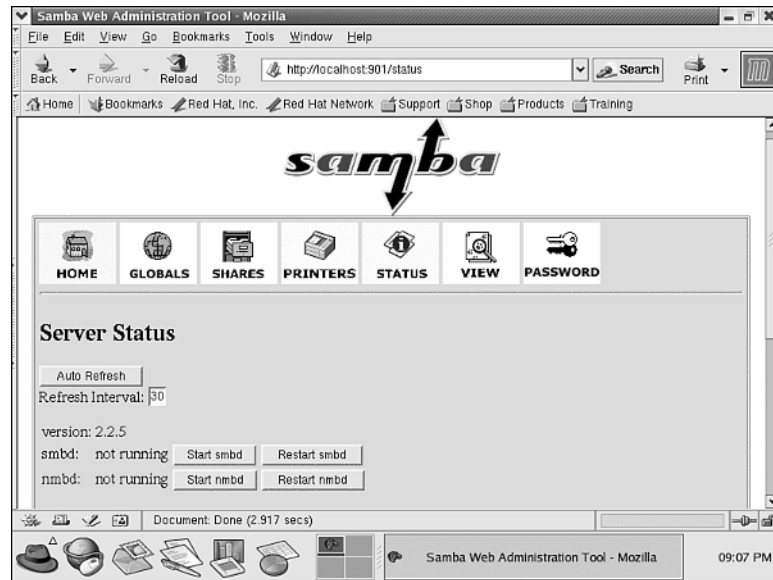 Samba Web Administration Tool - Mozilla
File Edit View Go Bookmarks Tools Window Help
Back Forward Reload Stop http://localhost:901/status Search Print
Home Bookmarks Red Hat, Inc. Red Hat Network Support Shop Products Training
samba
HOME GLOBALS SHARES PRINTERS STATUS VIEW PASSWORD
Server Status
Auto Refresh
Refresh Interval: 30
version: 2.2.5
smbd: not running Start smbd Restart smbd
nmbd: not running Start nmbd Restart nmbd
Document: Done (2.917 secs)
Samba Web Administration Tool - Mozilla 09:07 PM